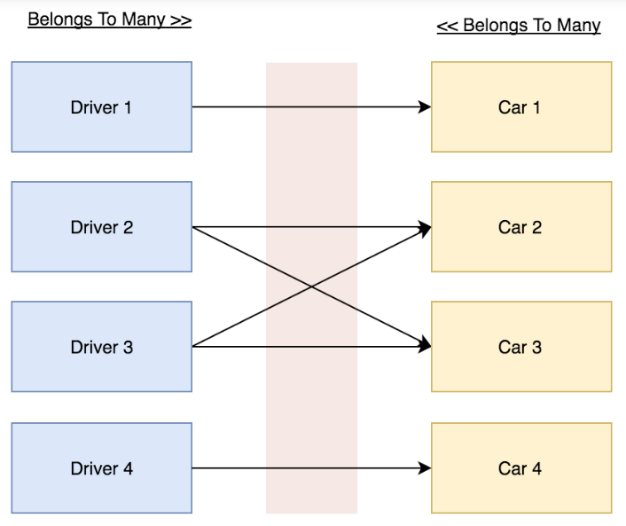 Belongs To Many >>
<< Belongs To Many
Driver 1
Car 1
Driver 2
Car 2
Driver 3
Car 3
Driver 4
Car 4